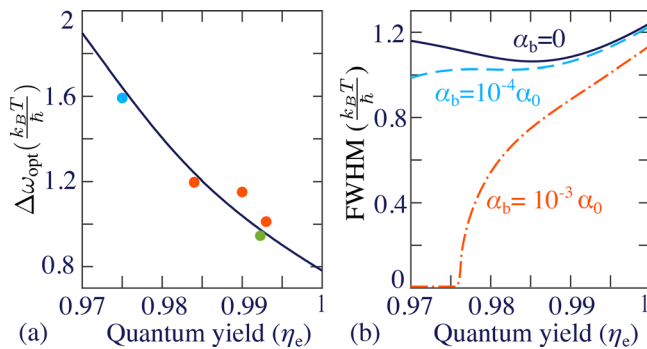 2
1.6
1.2
0.8
Δω_opt(k_BT/ħ)
0.97 0.98 0.99 1
(a) Quantum yield (η_e)
1.2
0.8
0.4
0
FWHM (k_BT/ħ)
α_b=0
α_b=10⁻⁴α_0
α_b= 10⁻³ α_0
0.97 0.98 0.99 1
(b) Quantum yield (η_e)